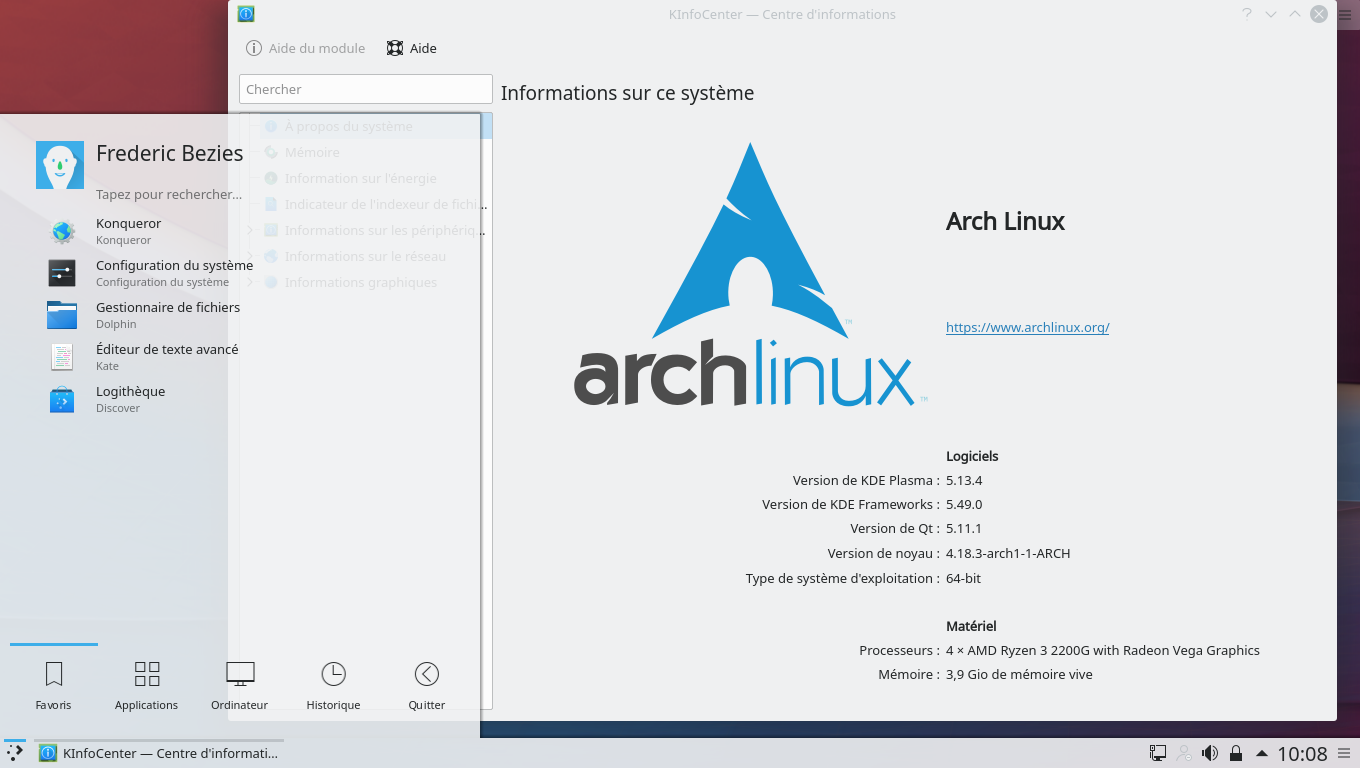 KInfoCenter — Centre d'informations
Aide du module
Aide
Chercher
Informations sur ce système
À propos du système
Mémoire
Information sur l'énergie
Indicateur de l'indexeur de fichi...
Informations sur les périphériq...
Informations sur le réseau
Informations graphiques
Frederic Bezies
Tapez pour rechercher...
Konqueror
Konqueror
Configuration du système
Configuration du système
Gestionnaire de fichiers
Dolphin
Éditeur de texte avancé
Kate
Logithèque
Discover
TM
archlinux TM
Arch Linux
https://www.archlinux.org/
Logiciels
Version de KDE Plasma : 5.13.4
Version de KDE Frameworks : 5.49.0
Version de Qt : 5.11.1
Version de noyau : 4.18.3-arch1-1-ARCH
Type de système d'exploitation : 64-bit
Matériel
Processeurs : 4 × AMD Ryzen 3 2200G with Radeon Vega Graphics
Mémoire : 3,9 Gio de mémoire vive
Favoris
Applications
Ordinateur
Historique
Quitter
KInfoCenter — Centre d'informati...
10:08